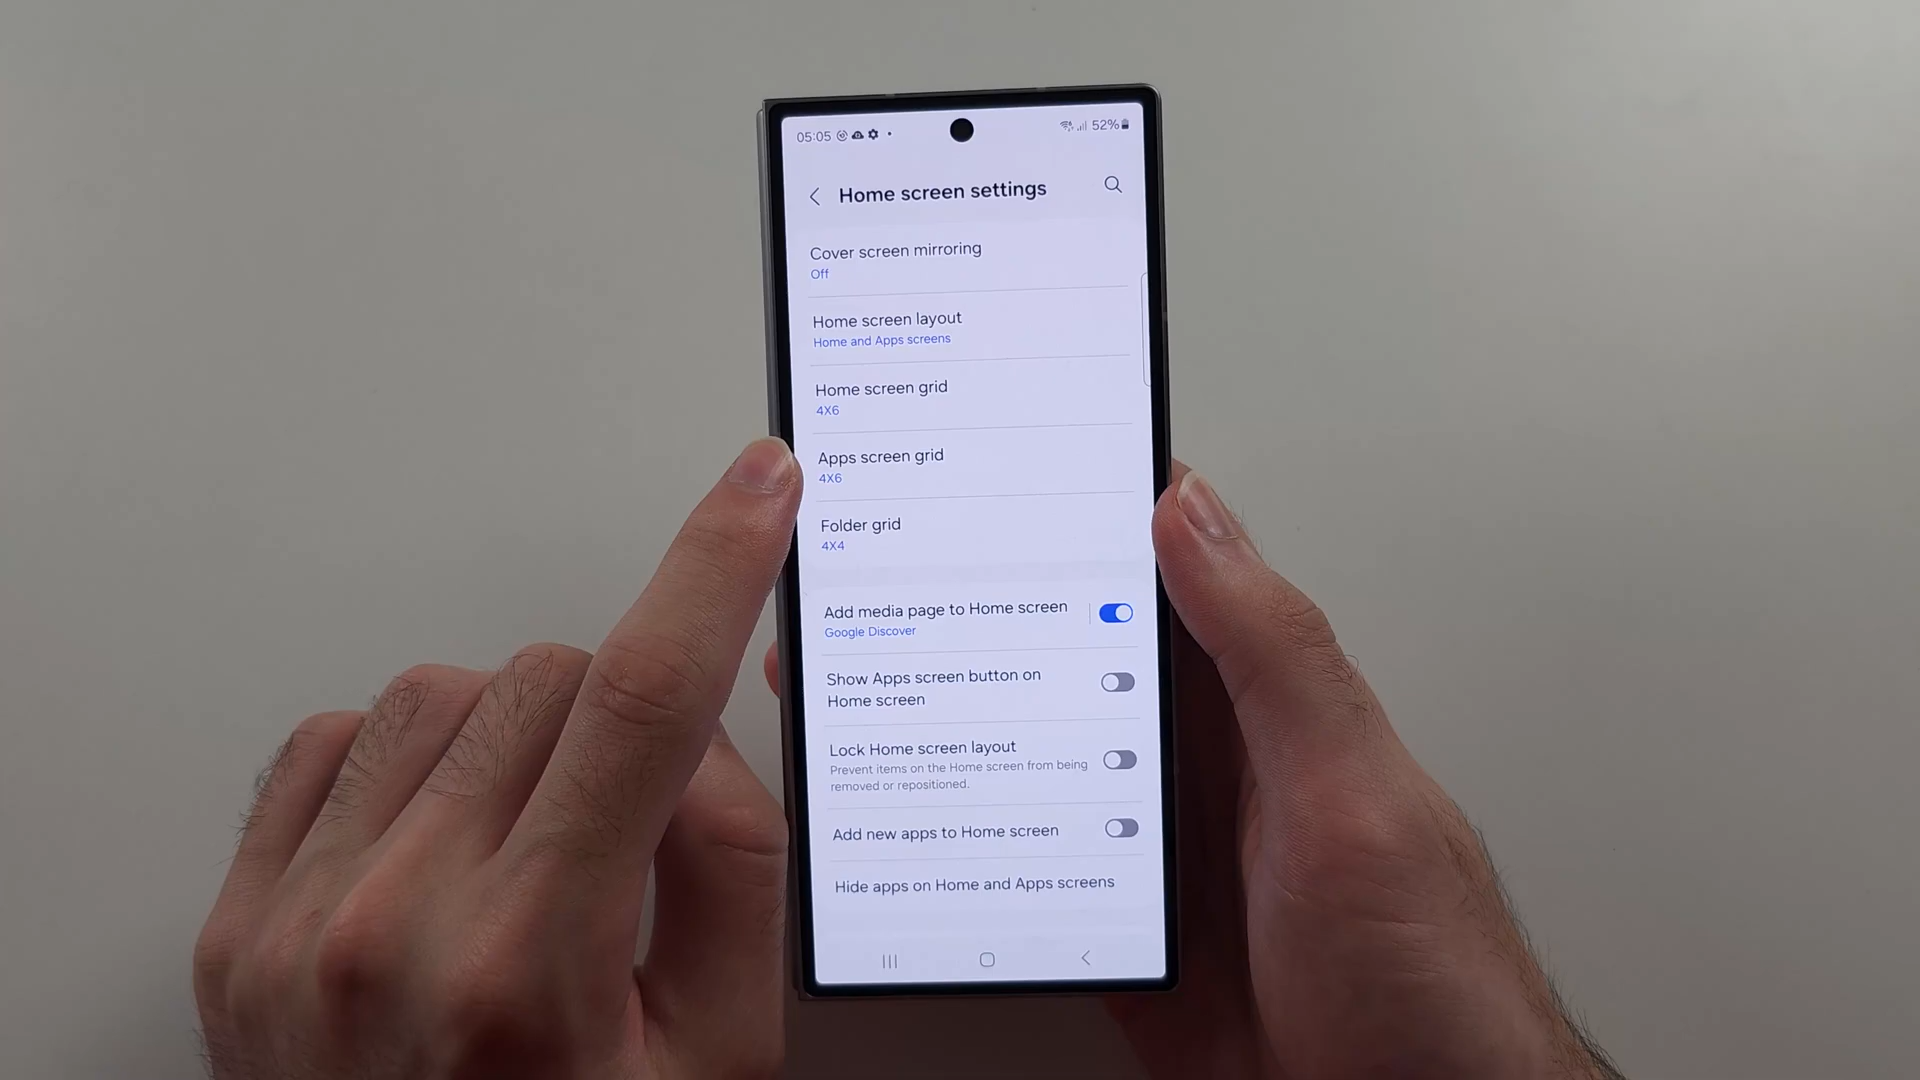 05:05
52%
Home screen settings
Cover screen mirroring
Off
Home screen layout
Home and Apps screens
Home screen grid
4X6
Apps screen grid
4X6
Folder grid
4X4
Add media page to Home screen
Google Discover
Show Apps screen button on
Home screen
Lock Home screen layout
Prevent items on the Home screen from being
removed or repositioned.
Add new apps to Home screen
Hide apps on Home and Apps screens